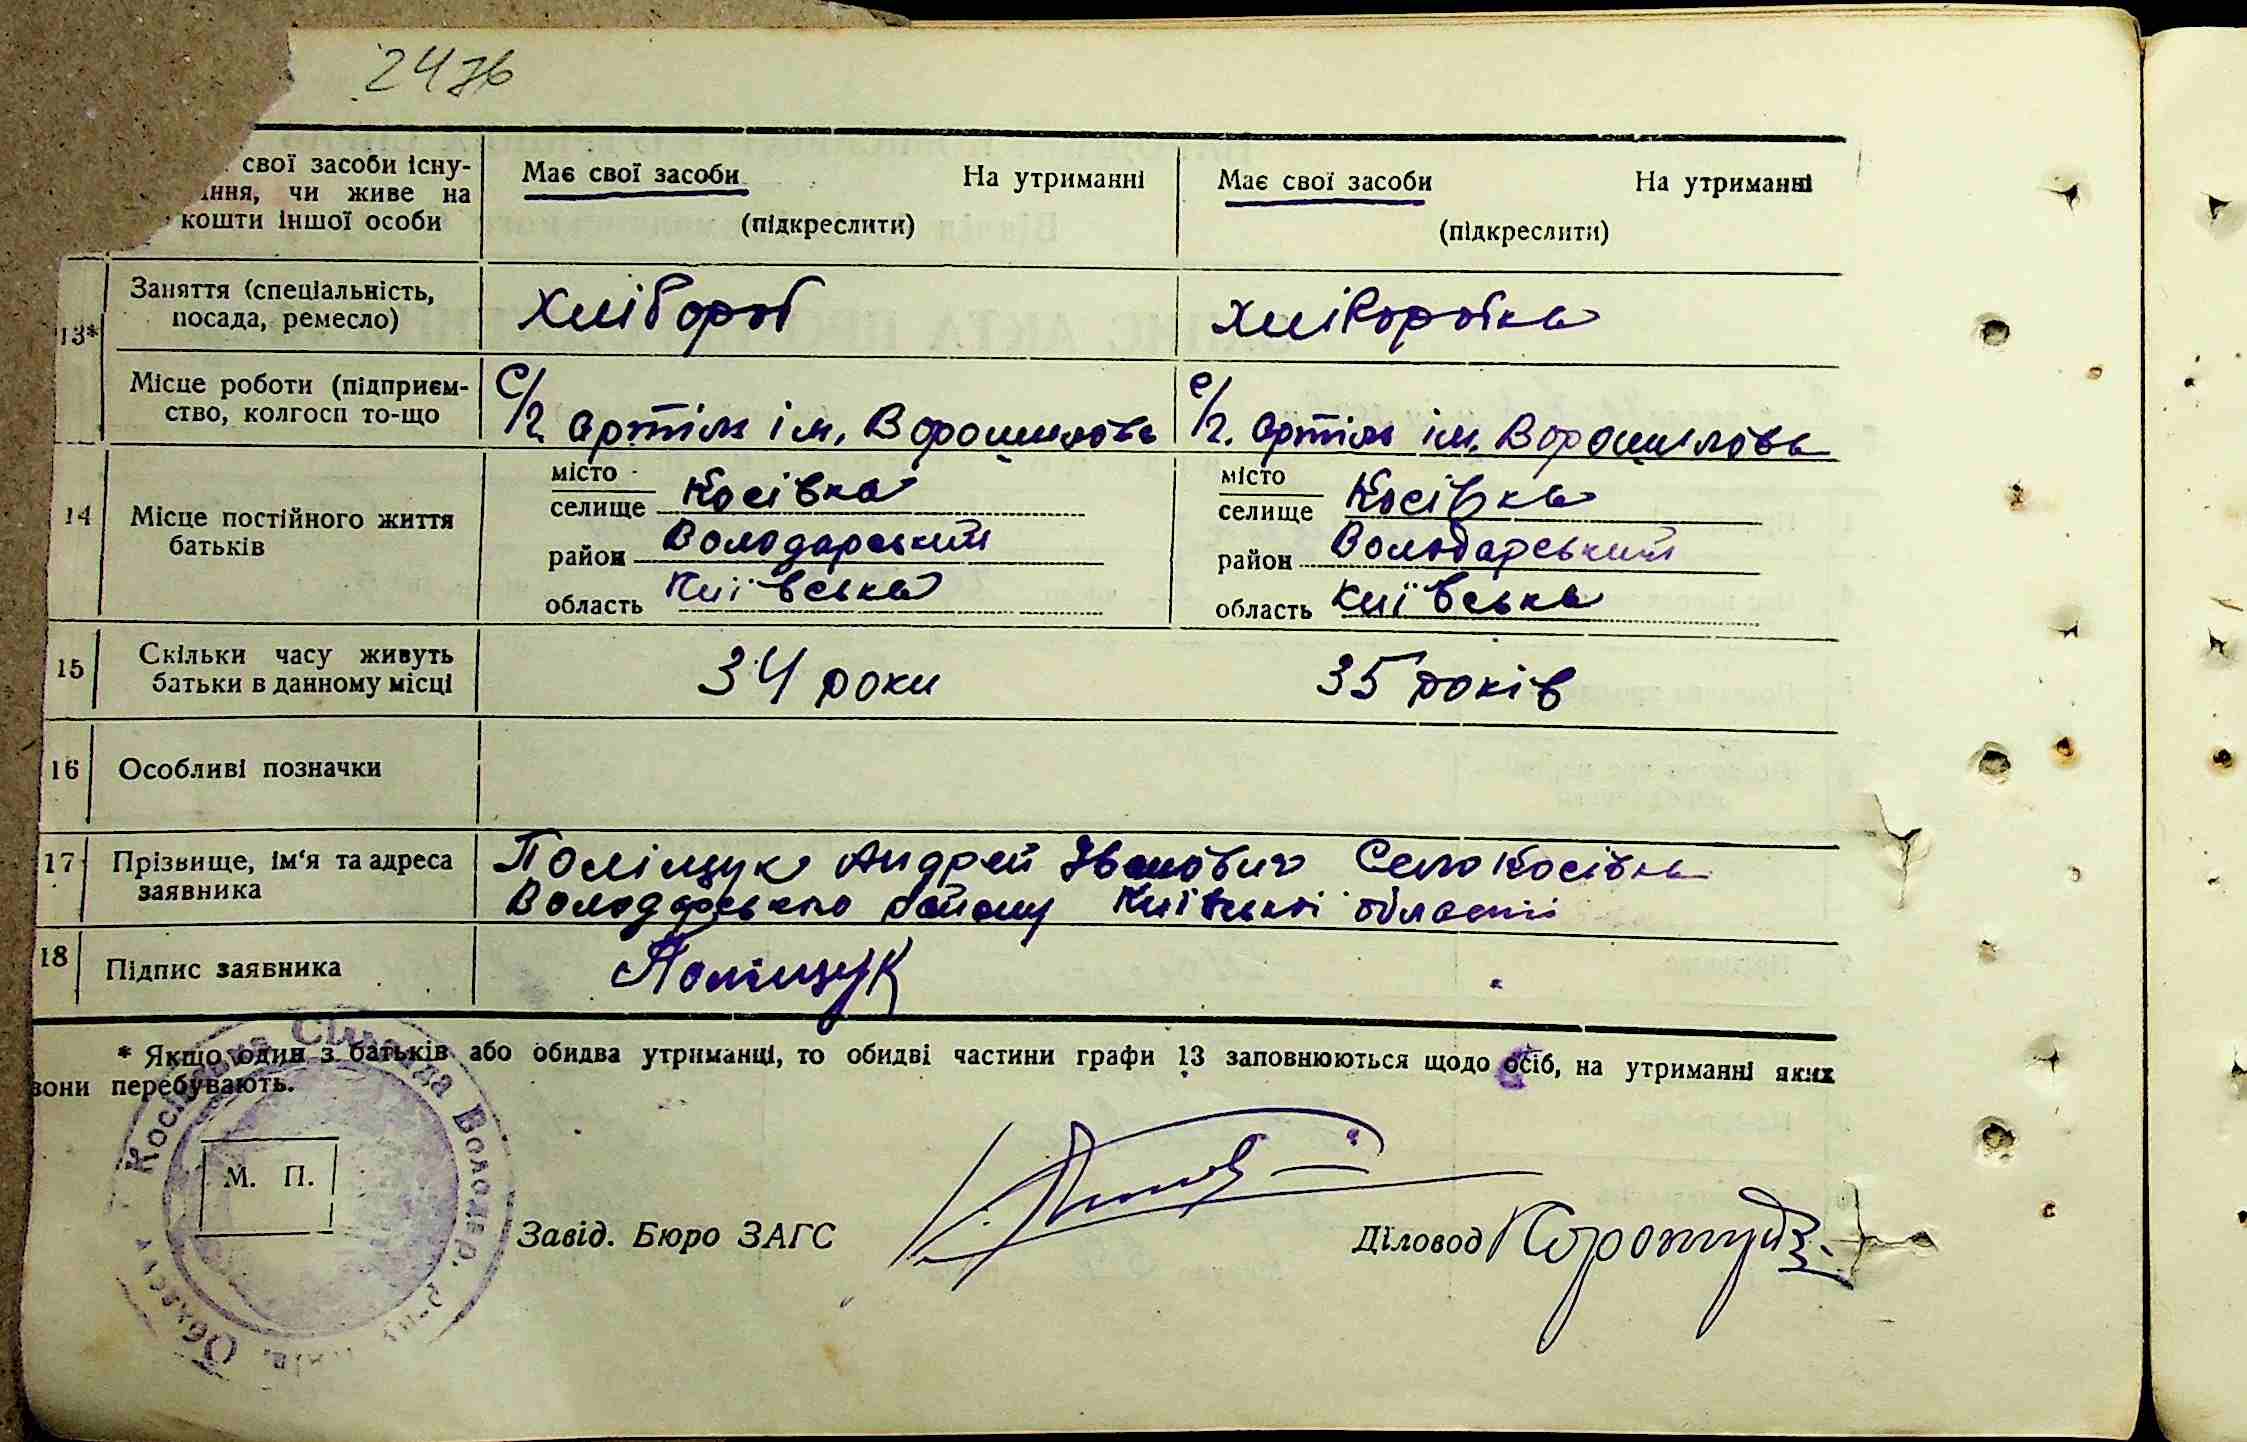 247б
свої засоби існу-
ння, чи живе на
кошти іншої особи
Має свої засоби На утриманні
(підкреслити)
Має свої засоби На утриманні
(підкреслити)
13*
Заняття (спеціальність,
посада, ремесло)
Хлібороб
Хліборобка
Місце роботи (підприєм-
ство, колгосп то-що
С/г. артіль ім. Ворошилова
С/г. артіль ім. Ворошилова
14
Місце постійного життя
батьків
місто
селище Косівка
район Володарський
область Київська
місто
селище Косівка
район Володарський
область Київська
15
Скільки часу живуть
батьки в данному місці
34 роки
35 років
16
Особливі позначки
17
Прізвище, ім'я та адреса
заявника
Поліщук Андрей Іванович Село Косівка
Володарського району Київської області
18
Підпис заявника
Поліщук
* Якщо один з батьків або обидва утриманці, то обидві частини графи 13 заповнюються щодо осіб, на утриманні яких
вони перебувають.
М. П.
Завід. Бюро ЗАГС
Діловод